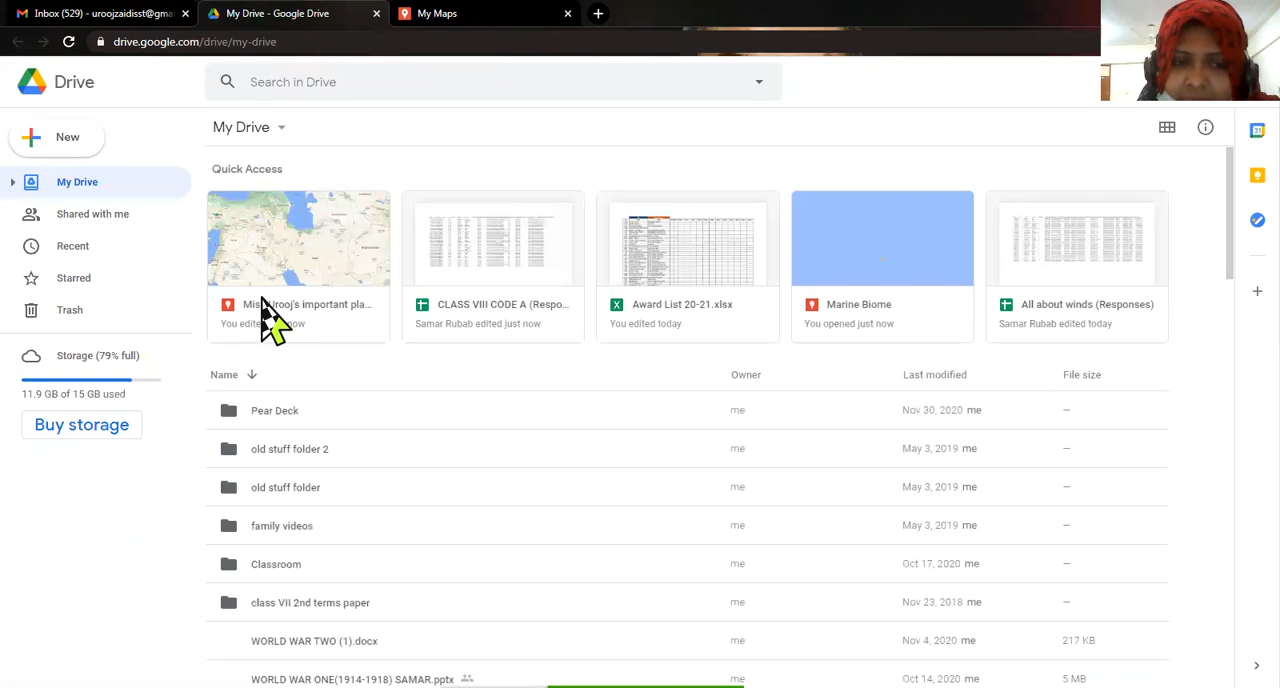 Inbox (529) - uroojzaidisst@gma
My Drive - Google Drive
My Maps
drive.google.com/drive/my-drive
Drive
Search in Drive
New
My Drive
Quick Access
My Drive
Shared with me
Recent
Starred
Trash
Storage (79% full)
11.9 GB of 15 GB used
Buy storage
important pla...
You now
CLASS VIII CODE A (Respo...
Samar Rubab edited just now
Award List 20-21.xlsx
You edited today
Marine Biome
You opened just now
All about winds (Responses)
Samar Rubab edited today
Name Owner Last modified File size
Pear Deck me Nov 30, 2020 me –
old stuff folder 2 me May 3, 2019 me –
old stuff folder me May 3, 2019 me –
family videos me May 3, 2019 me –
Classroom me Oct 17, 2020 me –
class VII 2nd terms paper me Nov 23, 2018 me –
WORLD WAR TWO (1).docx me Nov 4, 2020 me 217 KB
WORLD WAR ONE(1914-1918) SAMAR.pptx me Oct 14, 2020 me 5 MB